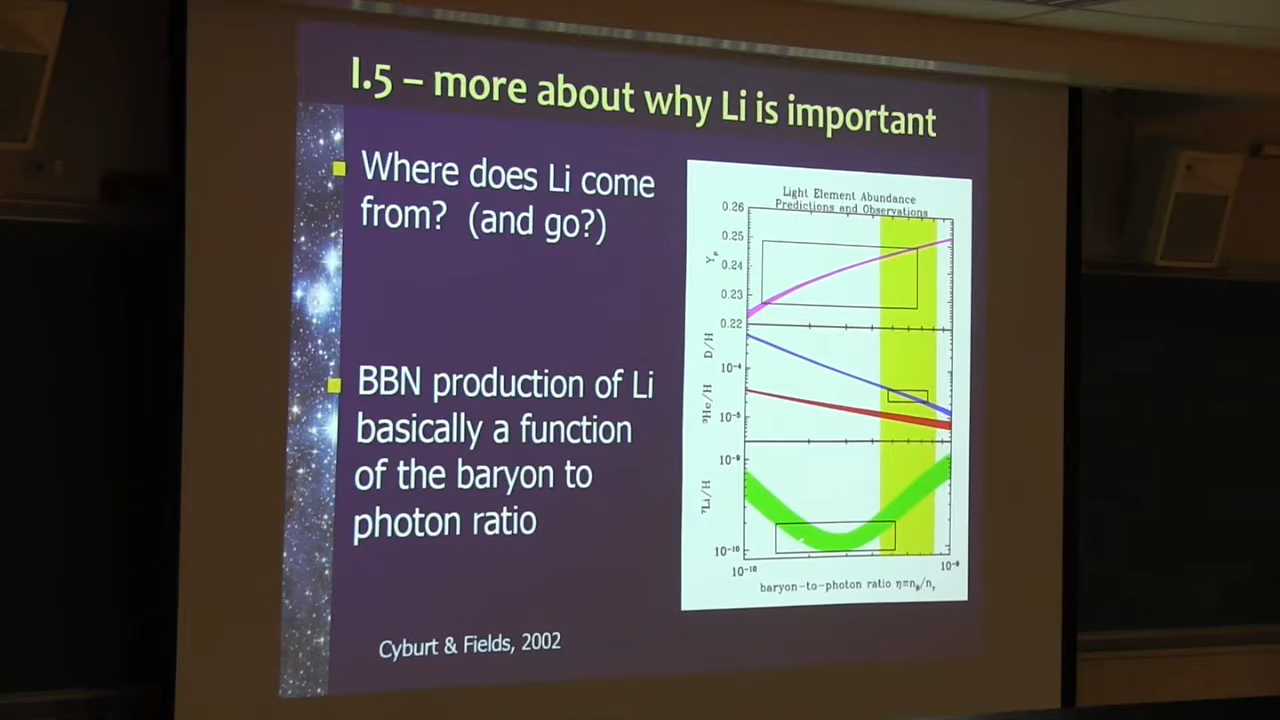 I.5 – more about why Li is important
Where does Li come
from? (and go?)
BBN production of Li
basically a function
of the baryon to
photon ratio
Cyburt & Fields, 2002
Light Element Abundance
Predictions and Observations
0.26
0.25
0.24
0.23
0.22
Yₚ
D/H
10⁻⁴
³He/H
10⁻⁵
10⁻⁹
⁷Li/H
10⁻¹⁰
10⁻¹⁰
10⁻⁹
baryon-to-photon ratio η≡n_B/n_γ